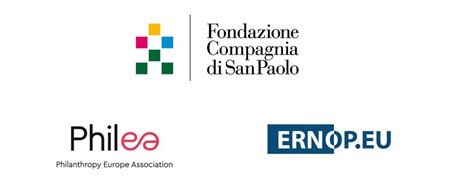 Fondazione
Compagnia
di San Paolo
Philea
Philanthropy Europe Association
ERNOP.EU